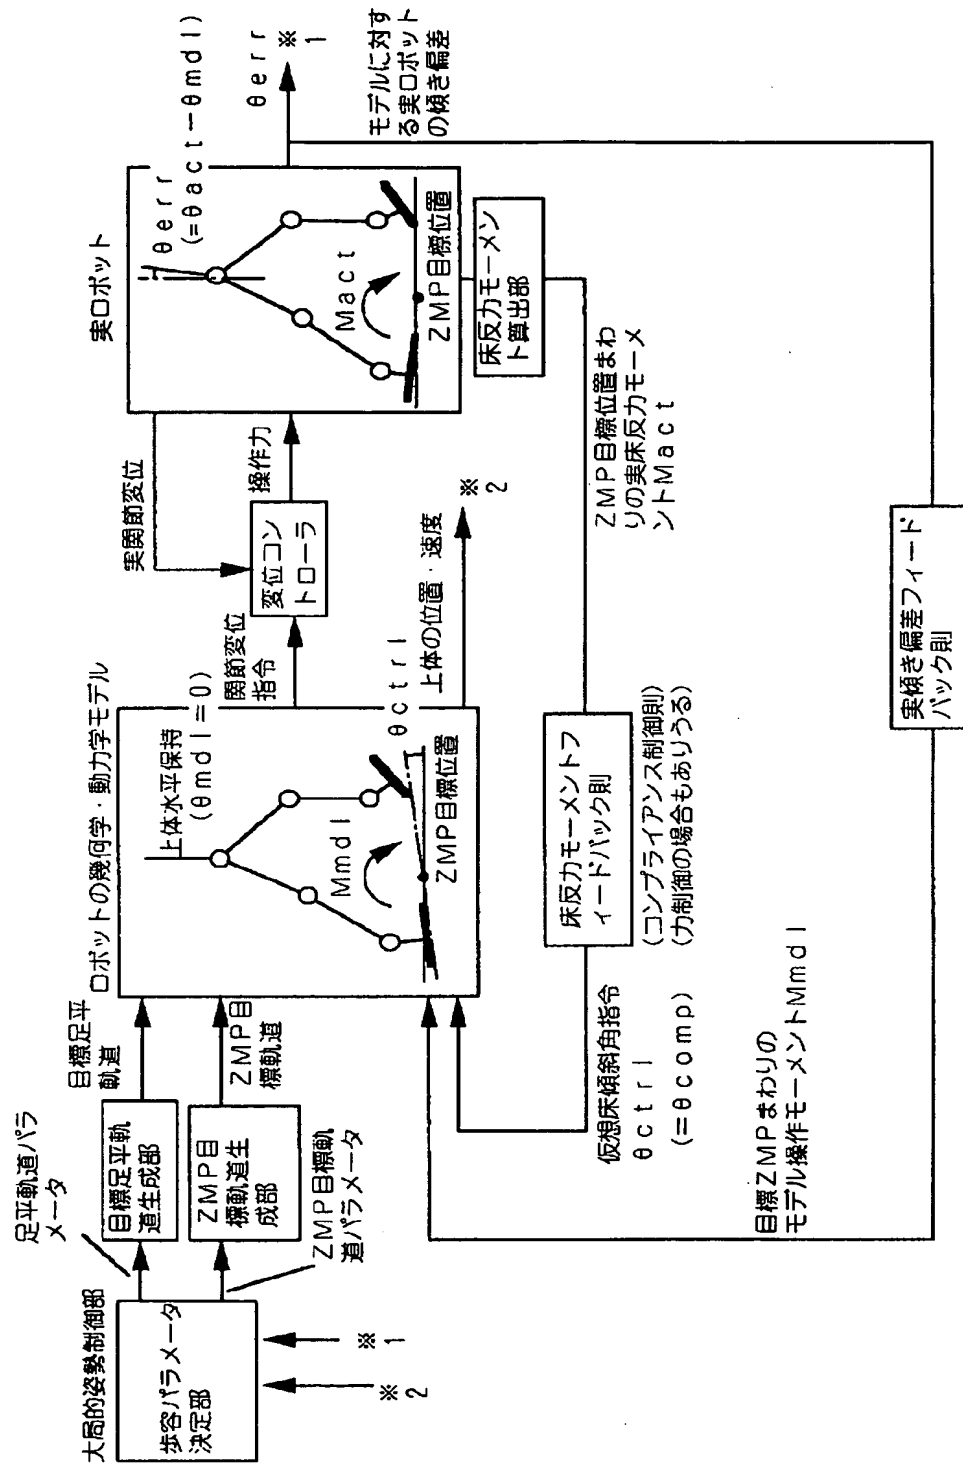 大局的姿勢制御部
歩容パラメータ
決定部
※
1
※
2
足平軌道パラ
メータ
ZMP目標軌
道パラメータ
目標足平軌
道生成部
ZMP目
標軌道生
成部
目標足平
軌道
ZMP目
標軌道
ロボットの幾何学・動力学モデル
上体水平保持
(θmdl=0)
Mmdl
θctrl
ZMP目標位置
関節変位
指令
上体の位置・速度
※
2
変位コン
トローラ
実関節変位
操作力
実ロボット
θerr
(=θact-θmdl)
Mact
ZMP目標位置
θerr
※
1
モデルに対す
る実ロボット
の傾き偏差
床反力モーメン
ト算出部
ZMP目標位置まわ
りの実床反力モーメ
ントMact
床反力モーメントフ
ィードバック則
(コンプライアンス制御則)
(力制御の場合もありうる)
仮想床傾斜角指令
θctrl
(=θcomp)
目標ZMPまわりの
モデル操作モーメントMmdl
実傾き偏差フィード
バック則